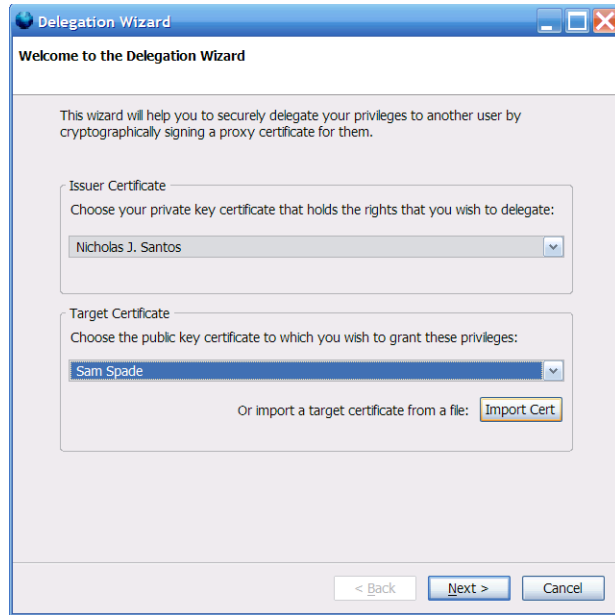 Delegation Wizard
Welcome to the Delegation Wizard
This wizard will help you to securely delegate your privileges to another user by
cryptographically signing a proxy certificate for them.
Issuer Certificate
Choose your private key certificate that holds the rights that you wish to delegate:
Nicholas J. Santos
Target Certificate
Choose the public key certificate to which you wish to grant these privileges:
Sam Spade
Or import a target certificate from a file: Import Cert
< Back Next > Cancel